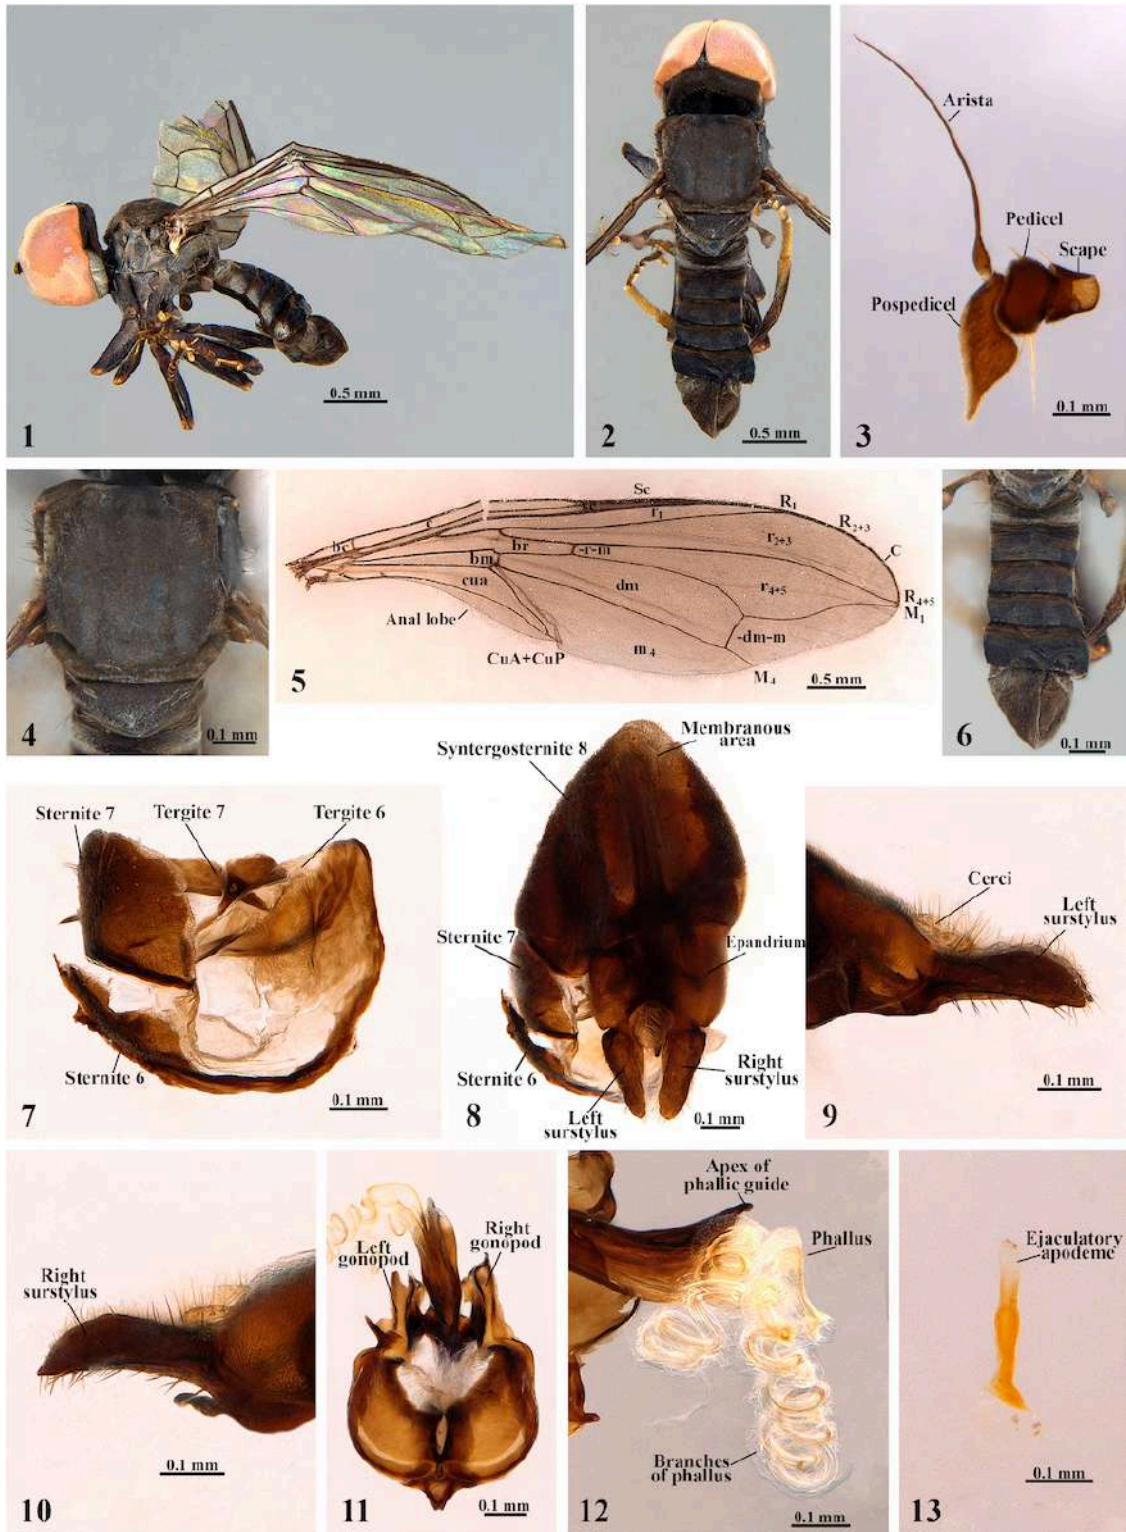 0.5 mm
1
0.5 mm
2
Arista
Pedicel
Scape
Pospedicel
0.1 mm
3
0.1 mm
4
Sc
R1
c
sc
r1
R2+3
r2+3
C
bc
br
-r-m
bm
cua
dm
r4+5
R4+5
M1
Anal lobe
-dm-m
CuA+CuP
m4
M4
0.5 mm
5
0.1 mm
6
Sternite 7
Tergite 7
Tergite 6
Sternite 6
0.1 mm
7
Membranous
area
Syntergosternite 8
Sternite 7
Epandrium
Sternite 6
Right
surstylus
Left
surstylus
0.1 mm
8
Cerci
Left
surstylus
0.1 mm
9
Right
surstylus
0.1 mm
10
Left
gonopod
Right
gonopod
0.1 mm
11
Apex of
phallic guide
Phallus
Branches
of phallus
0.1 mm
12
Ejaculatory
apodeme
0.1 mm
13